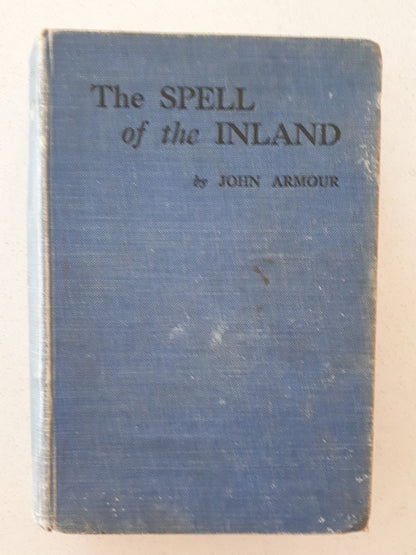 The SPELL
of the INLAND
by JOHN ARMOUR